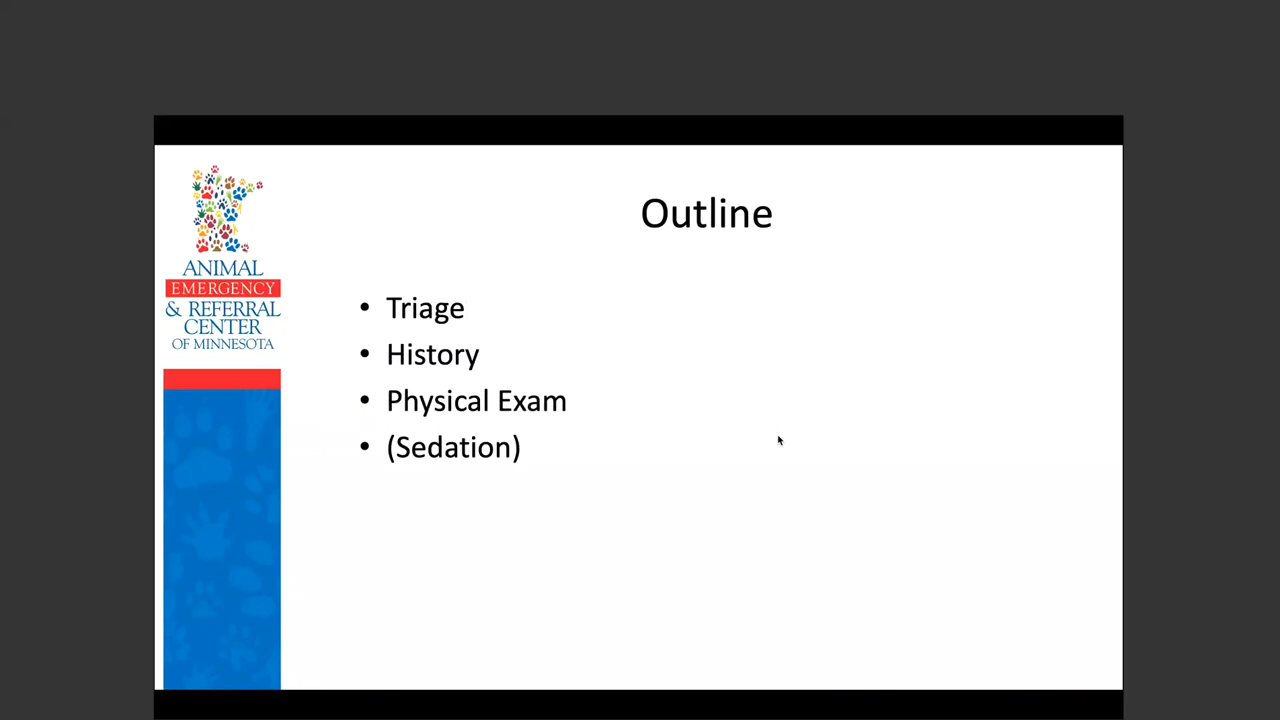 Outline
ANIMAL
EMERGENCY
& REFERRAL
CENTER
OF MINNESOTA
• Triage
• History
• Physical Exam
• (Sedation)